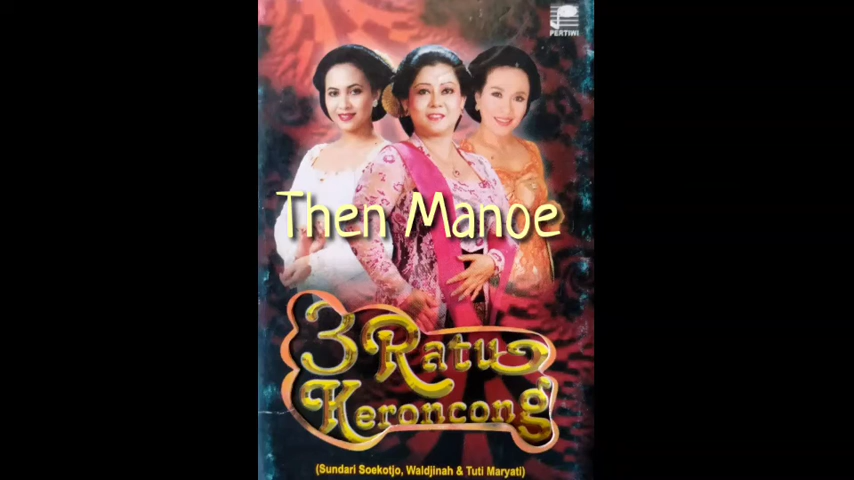 PERTIWI
Then Manoe
3 Ratu
Keroncong
(Sundari Soekotjo, Waldjinah & Tuti Maryati)